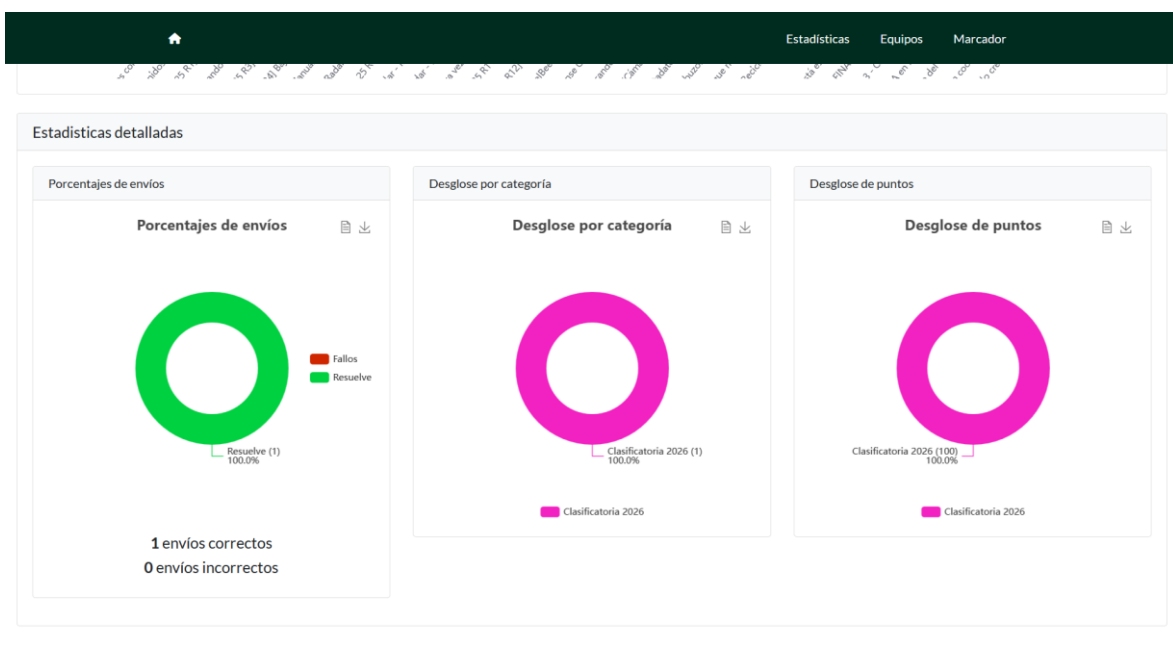 Estadísticas Equipos Marcador
Estadisticas detalladas
Porcentajes de envíos
Porcentajes de envíos
Fallos
Resuelve
Resuelve (1)
100.0%
1 envíos correctos
0 envíos incorrectos
Desglose por categoría
Desglose por categoría
Clasificatoria 2026 (1)
100.0%
Clasificatoria 2026
Desglose de puntos
Desglose de puntos
Clasificatoria 2026 (100)
100.0%
Clasificatoria 2026